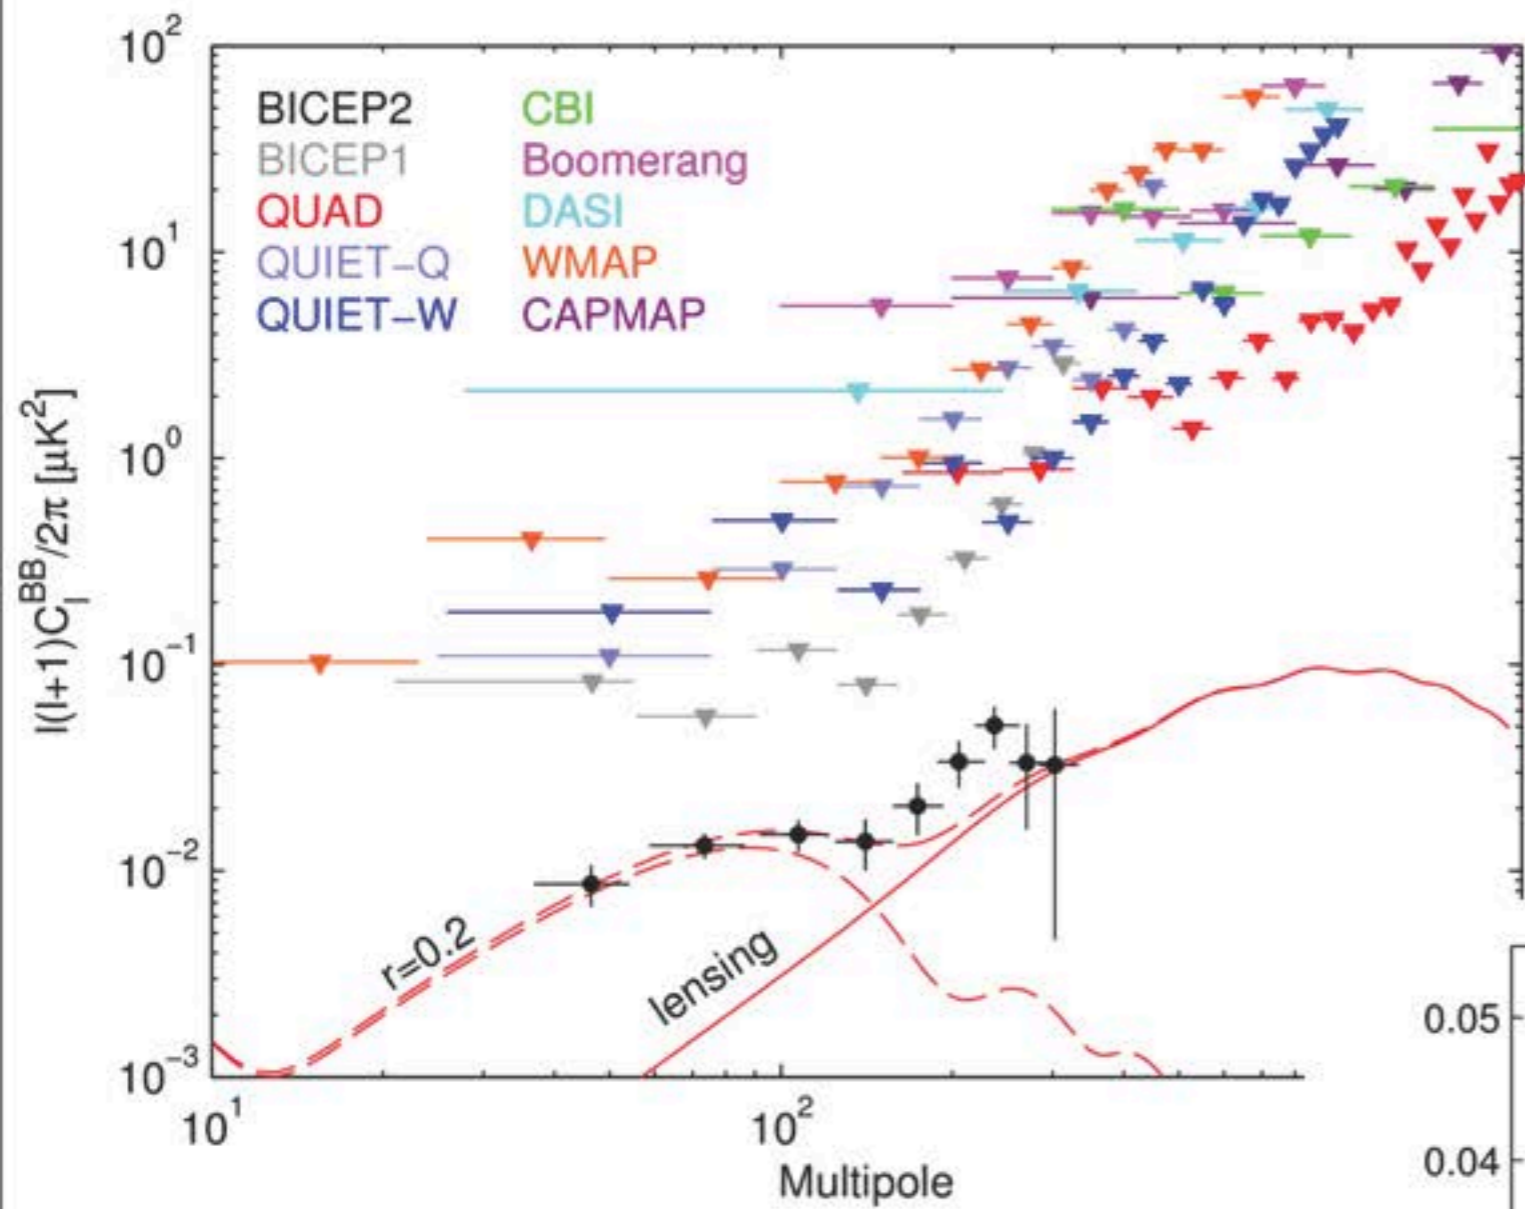 10²
BICEP2 CBI
BICEP1 Boomerang
QUAD DASI
QUIET−Q WMAP
QUIET−W CAPMAP
10¹
10⁰
10⁻¹
10⁻²
10⁻³
l(l+1)C_l^BB/2π [μK²]
r=0.2
lensing
10¹ 10²
Multipole
0.05
0.04